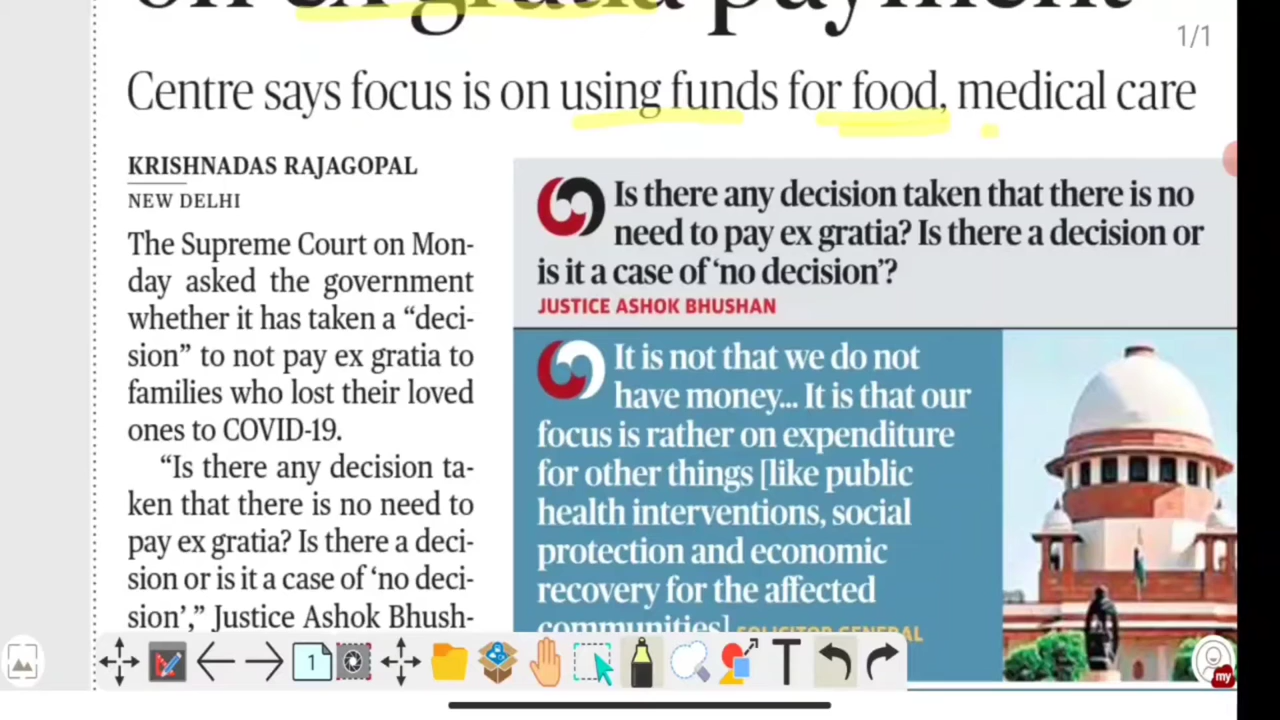 on ex gratia payment
1/1
Centre says focus is on using funds for food, medical care
KRISHNADAS RAJAGOPAL
NEW DELHI
The Supreme Court on Mon-
day asked the government
whether it has taken a “deci-
sion” to not pay ex gratia to
families who lost their loved
ones to COVID-19.
“Is there any decision ta-
ken that there is no need to
pay ex gratia? Is there a deci-
sion or is it a case of ‘no deci-
sion’,” Justice Ashok Bhush-
Is there any decision taken that there is no
need to pay ex gratia? Is there a decision or
is it a case of ‘no decision’?
JUSTICE ASHOK BHUSHAN
It is not that we do not
have money... It is that our
focus is rather on expenditure
for other things [like public
health interventions, social
protection and economic
recovery for the affected
communities] SOLICITOR GENERAL
1
T
my